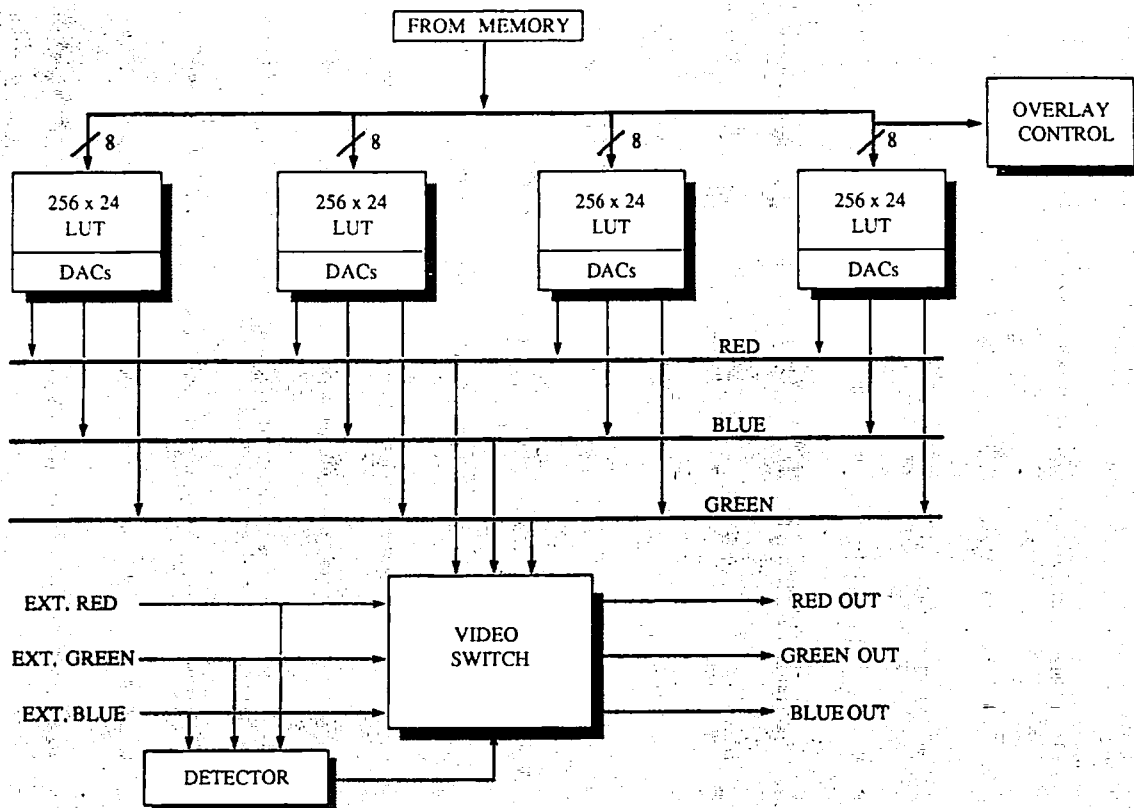 FROM MEMORY
OVERLAY
CONTROL
8
8
8
8
256 x 24
LUT
DACs
256 x 24
LUT
DACs
256 x 24
LUT
DACs
256 x 24
LUT
DACs
RED
BLUE
GREEN
EXT. RED
EXT. GREEN
EXT. BLUE
VIDEO
SWITCH
RED OUT
GREEN OUT
BLUE OUT
DETECTOR